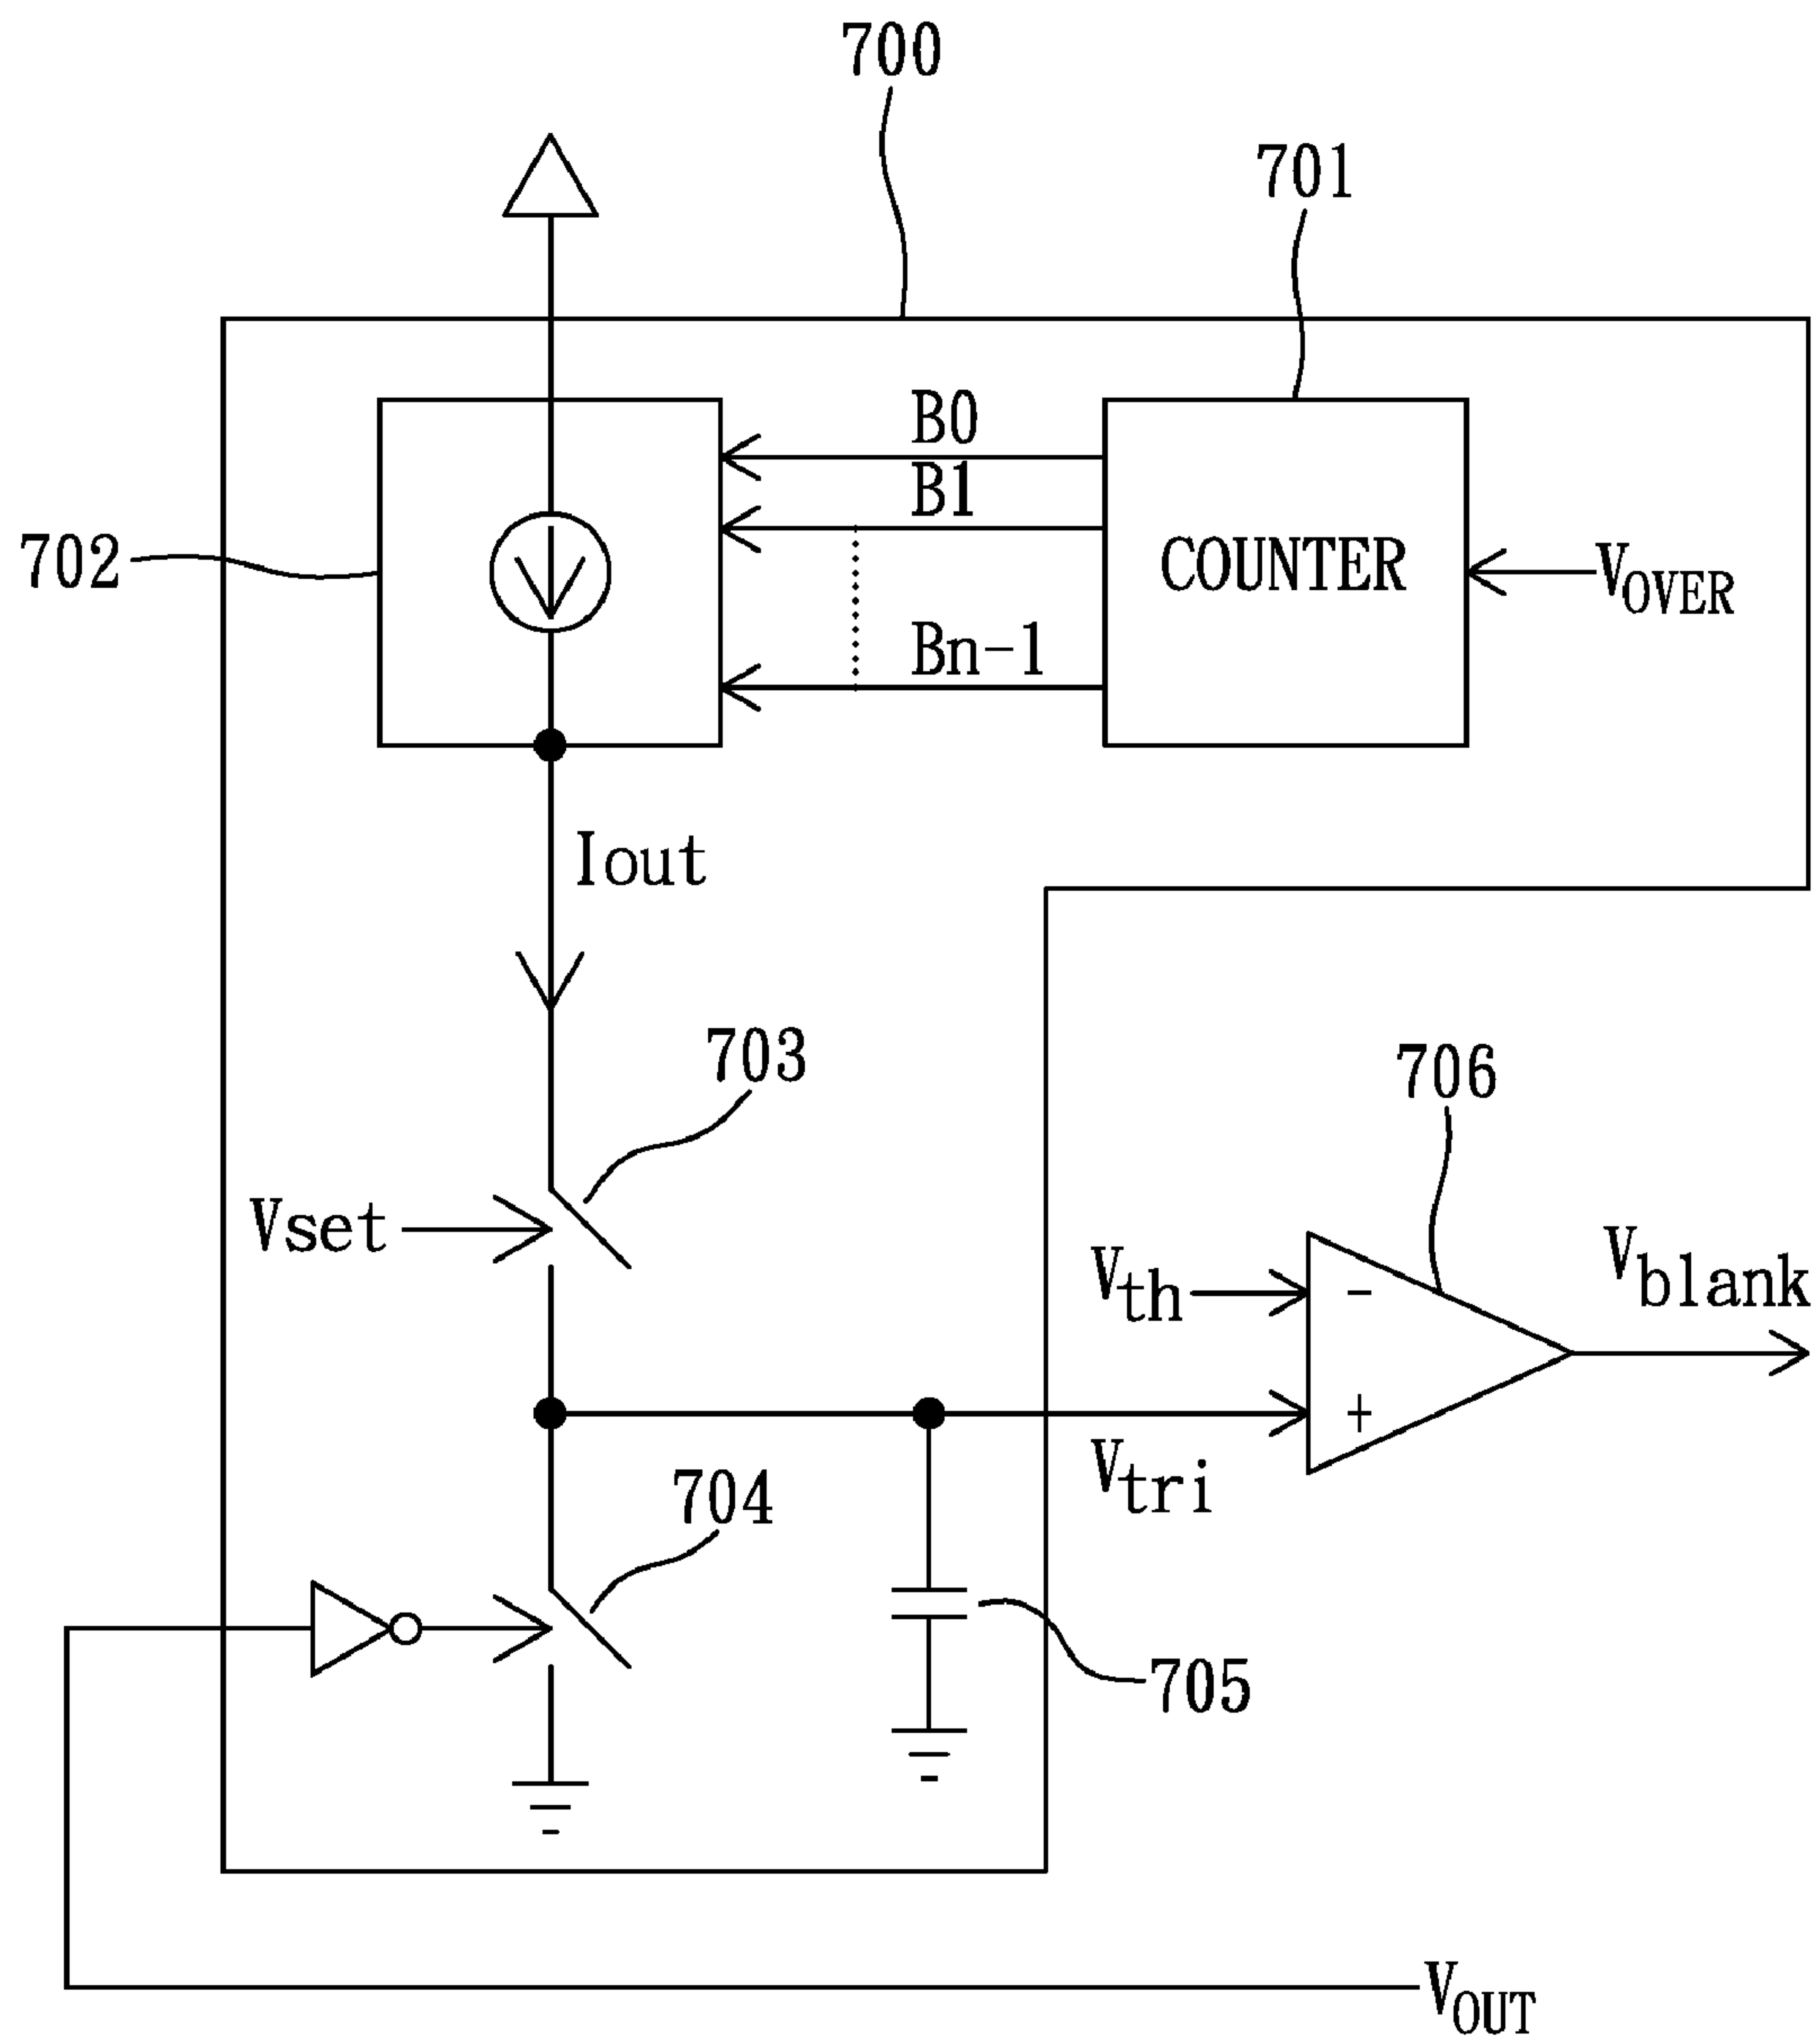 700
701
B0
B1
702
COUNTER
VOVER
Bn-1
Iout
703
706
Vset
Vth
-
Vblank
+
Vtri
704
705
VOUT